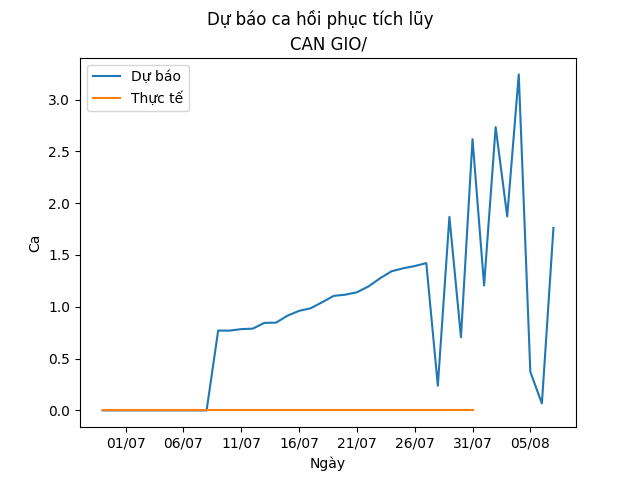 Dự báo ca hồi phục tích lũy
CAN GIO/
Dự báo
Thực tế
3.0
2.5
2.0
1.5
1.0
0.5
0.0
Ca
01/07 06/07 11/07 16/07 21/07 26/07 31/07 05/08
Ngày